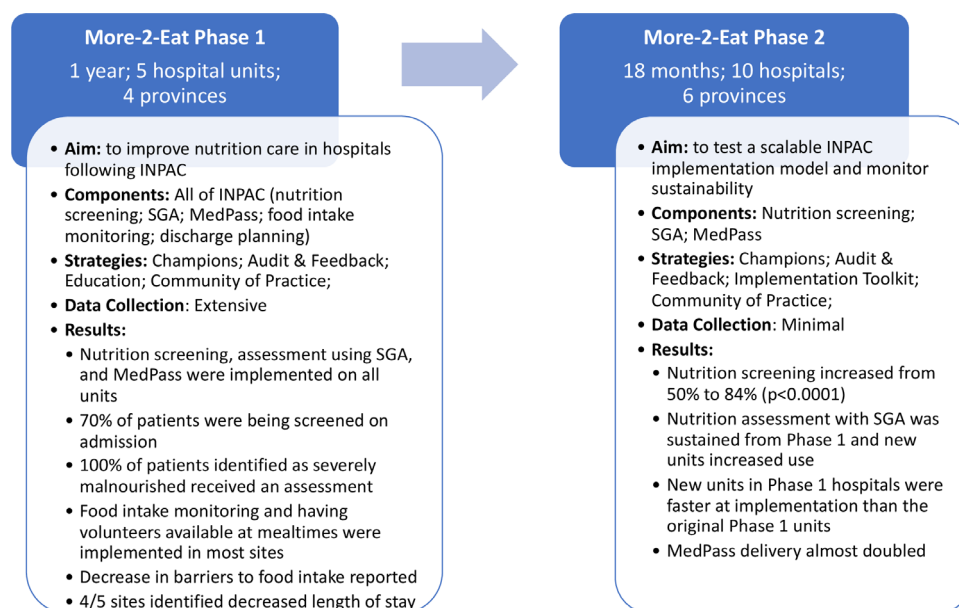 More-2-Eat Phase 1
1 year; 5 hospital units;
4 provinces
• Aim: to improve nutrition care in hospitals
following INPAC
• Components: All of INPAC (nutrition
screening; SGA; MedPass; food intake
monitoring; discharge planning)
• Strategies: Champions; Audit & Feedback;
Education; Community of Practice;
• Data Collection: Extensive
• Results:
• Nutrition screening, assessment using SGA,
and MedPass were implemented on all
units
• 70% of patients were being screened on
admission
• 100% of patients identified as severely
malnourished received an assessment
• Food intake monitoring and having
volunteers available at mealtimes were
implemented in most sites
• Decrease in barriers to food intake reported
• 4/5 sites identified decreased length of stay
More-2-Eat Phase 2
18 months; 10 hospitals;
6 provinces
• Aim: to test a scalable INPAC
implementation model and monitor
sustainability
• Components: Nutrition screening;
SGA; MedPass
• Strategies: Champions; Audit &
Feedback; Implementation Toolkit;
Community of Practice;
• Data Collection: Minimal
• Results:
• Nutrition screening increased from
50% to 84% (p<0.0001)
• Nutrition assessment with SGA was
sustained from Phase 1 and new
units increased use
• New units in Phase 1 hospitals were
faster at implementation than the
original Phase 1 units
• MedPass delivery almost doubled